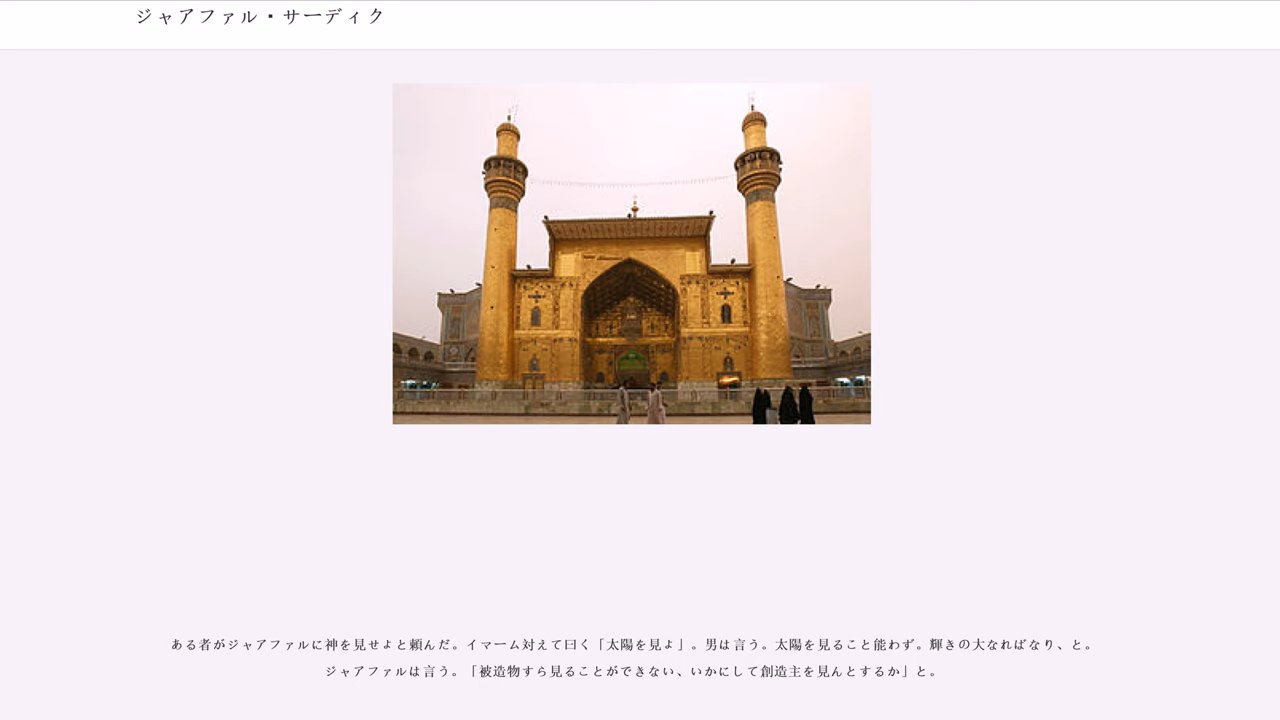 ジャアファル・サーディク
ある者がジャアファルに神を見せよと頼んだ。イマーム対えて曰く「太陽を見よ」。男は言う。太陽を見ること能わず。輝きの大なればなり、と。
ジャアファルは言う。「被造物すら見ることができない、いかにして創造主を見んとするか」と。